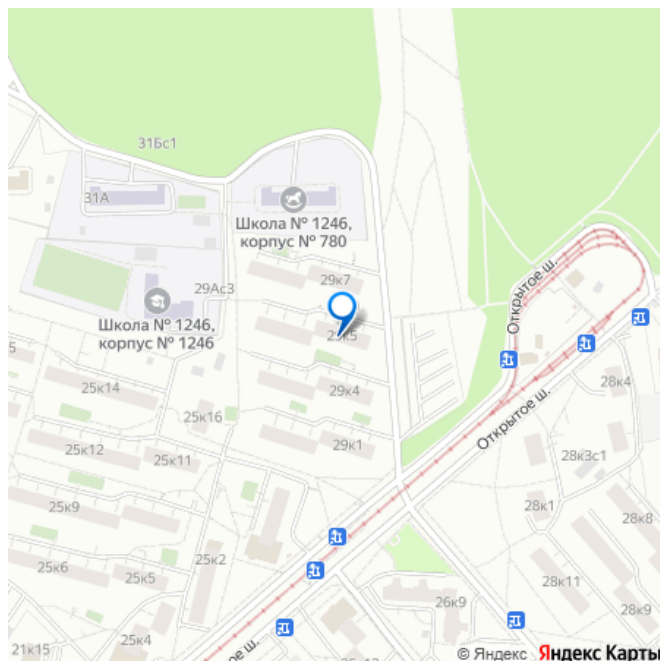 31Бс1
31А
Школа № 1246,
корпус № 780
29к7
Открытое ш.
29Ас3
Школа № 1246,
корпус № 1246
28к4
29к4
25к14
25к16
Открытое ш.
29к1
25к12
25к11
28к3с1
25к9
28к1
28к8
25к2
25к6
25к5
28к11
26к9
28к9
25к4
21к15
© Яндекс Яндекс Карты